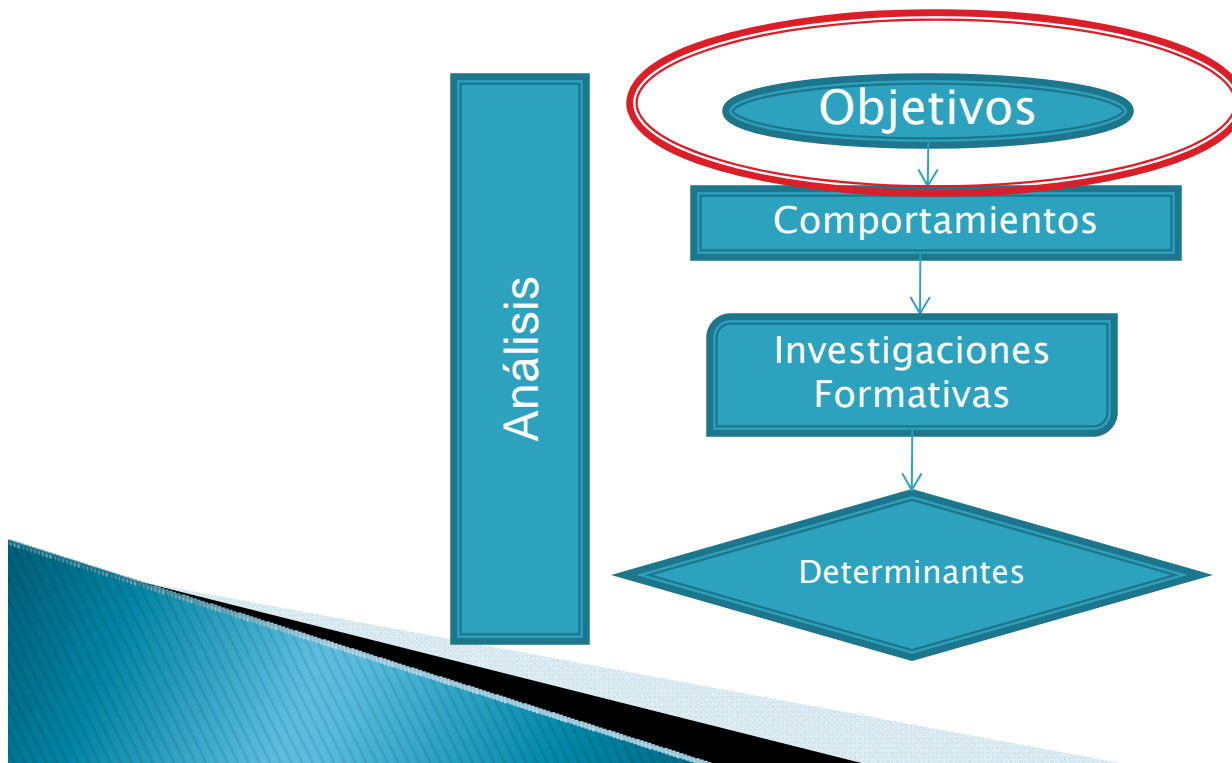 Análisis
Objetivos
Comportamientos
Investigaciones
Formativas
Determinantes